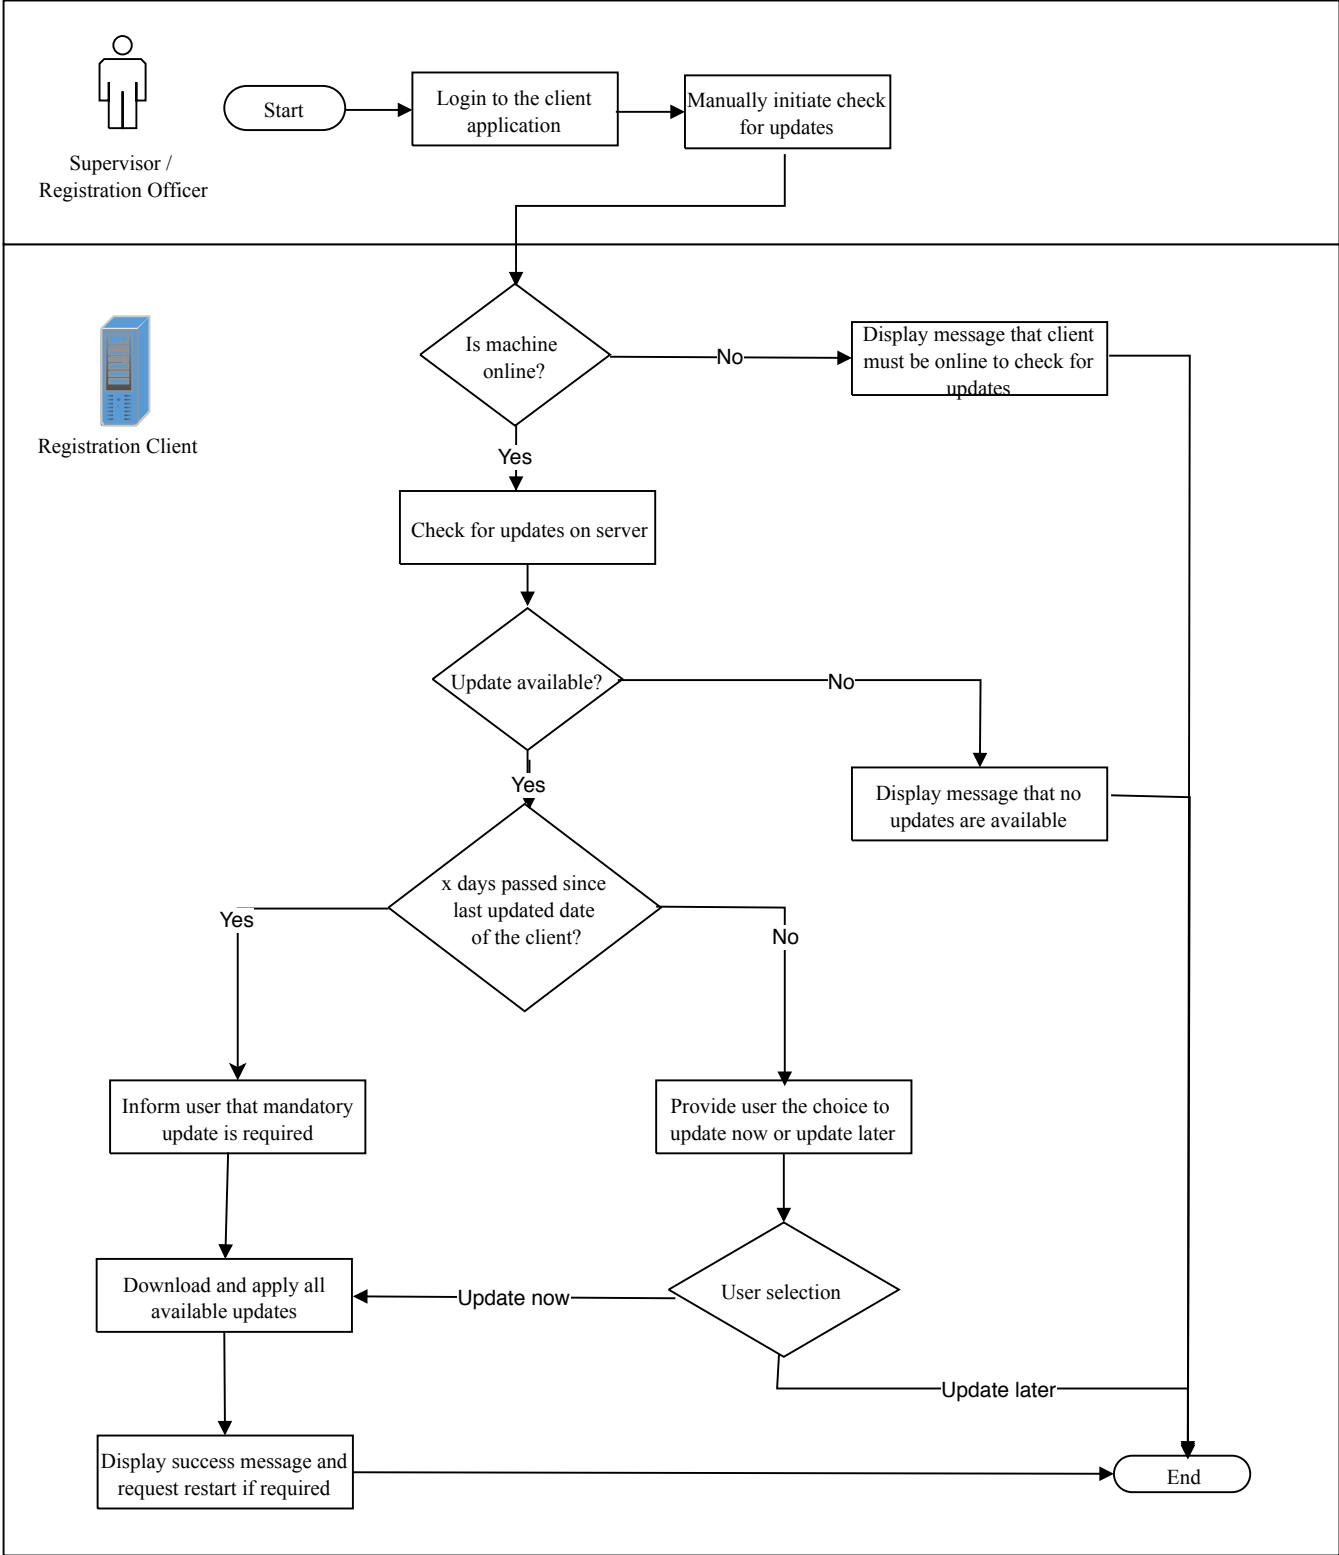 Start
Login to the client
application
Manually initiate check
for updates
Supervisor /
Registration Officer
Is machine
online?
No
Display message that client
must be online to check for
updates
Registration Client
Yes
Check for updates on server
Update available?
No
Yes
Display message that no
updates are available
x days passed since
last updated date
of the client?
Yes
No
Inform user that mandatory
update is required
Provide user the choice to
update now or update later
Download and apply all
available updates
Update now
User selection
Update later
Display success message and
request restart if required
End